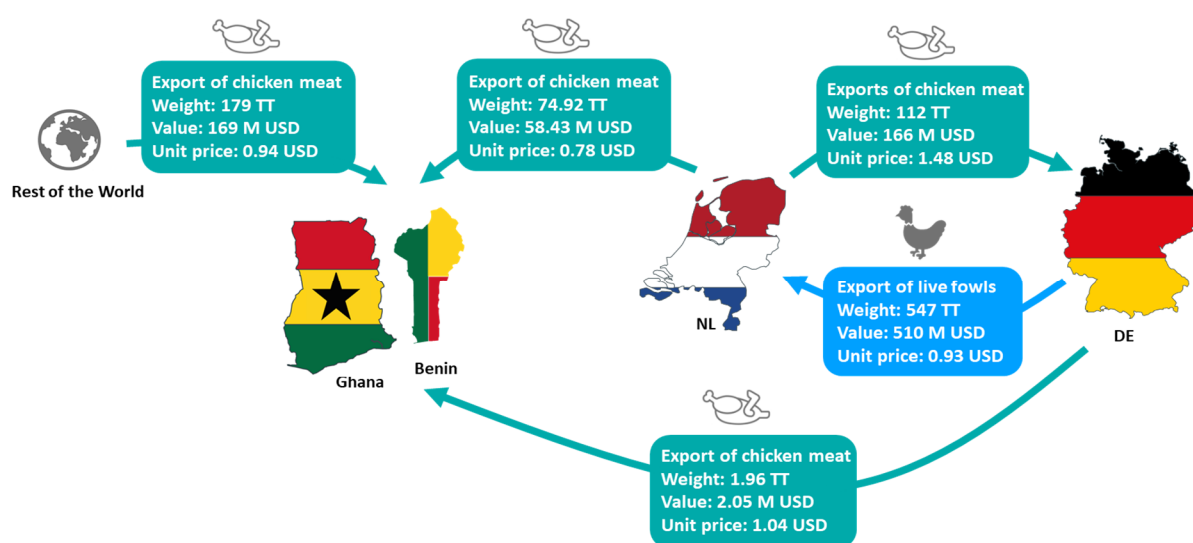 Export of chicken meat
Weight: 179 TT
Value: 169 M USD
Unit price: 0.94 USD
Export of chicken meat
Weight: 74.92 TT
Value: 58.43 M USD
Unit price: 0.78 USD
Exports of chicken meat
Weight: 112 TT
Value: 166 M USD
Unit price: 1.48 USD
Rest of the World
Export of live fowls
Weight: 547 TT
Value: 510 M USD
Unit price: 0.93 USD
NL
DE
Benin
Ghana
Export of chicken meat
Weight: 1.96 TT
Value: 2.05 M USD
Unit price: 1.04 USD